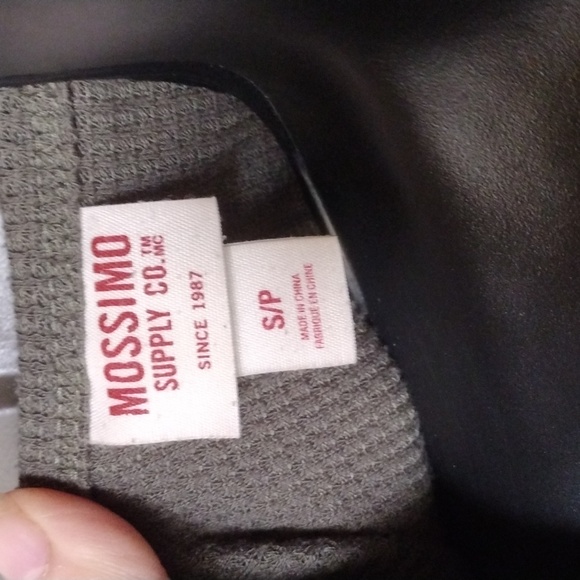 MOSSIMO
SUPPLY CO.™ MC
SINCE 1987
S/P
MADE IN CHINA
FABRIQUÉ EN CHINE